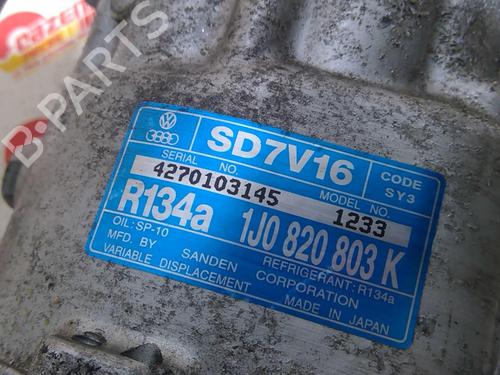 B-PARTS
SD7V16
CODE
SY3
SERIAL NO.
4270103145
MODEL NO.
1233
R134a
1J0 820 803 K
OIL: SP-10
REFRIGERANT: R134a
MFD. BY SANDEN CORPORATION
VARIABLE DISPLACEMENT
MADE IN JAPAN